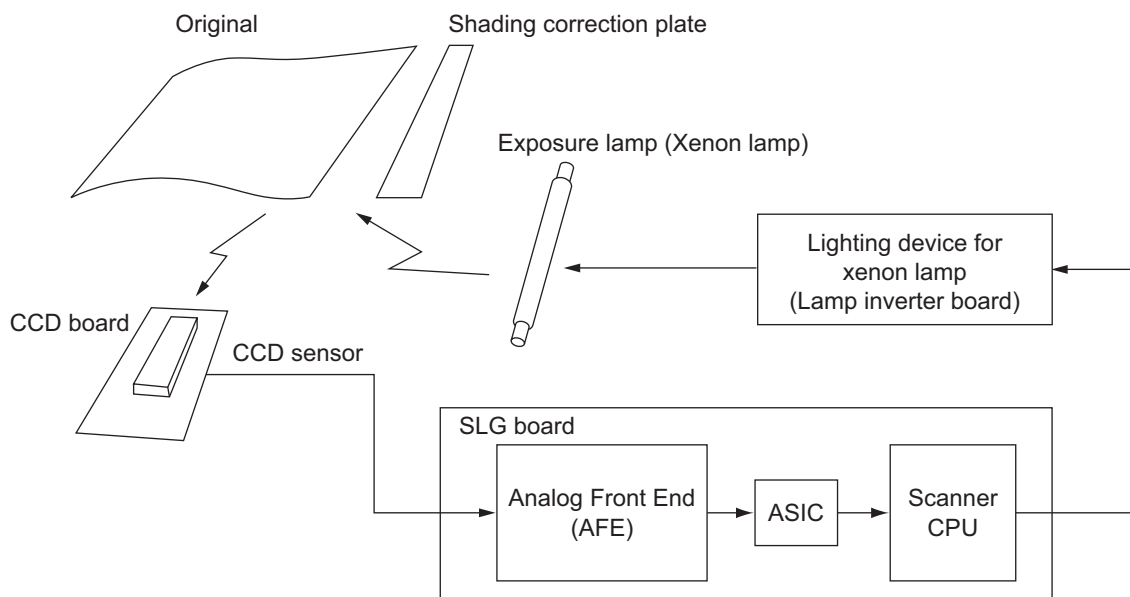 Original
Shading correction plate
Exposure lamp (Xenon lamp)
Lighting device for
xenon lamp
(Lamp inverter board)
CCD board
CCD sensor
SLG board
Analog Front End
(AFE)
ASIC
Scanner
CPU